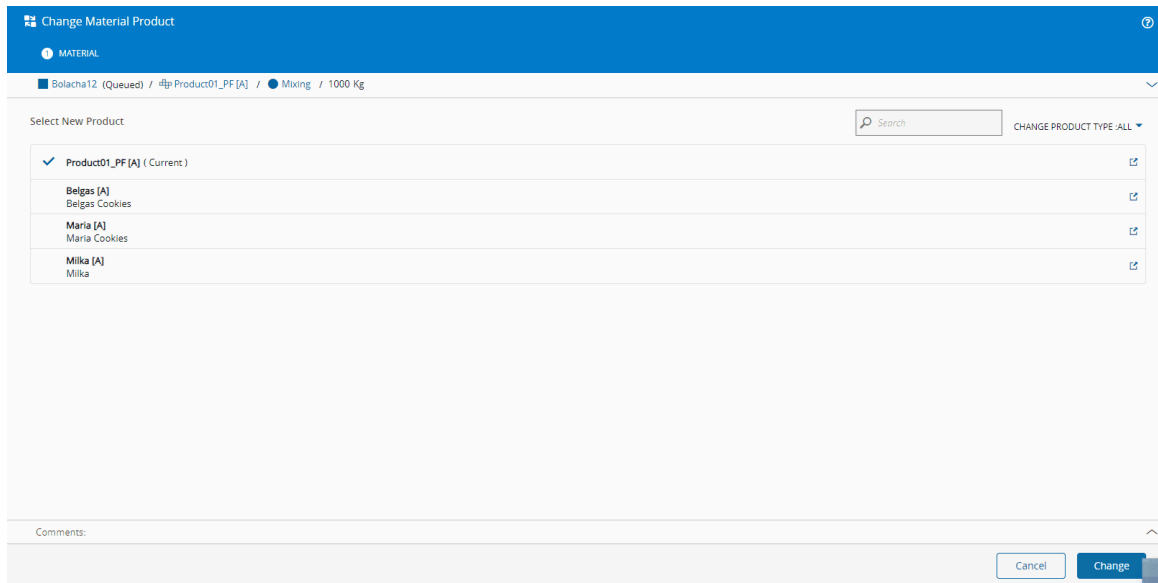 Change Material Product
1 MATERIAL
Bolacha12 (Queued) / Product01_PF [A] / Mixing / 1000 Kg
Select New Product
Search
CHANGE PRODUCT TYPE :ALL
Product01_PF [A] ( Current )
Belgas [A]
Belgas Cookies
Maria [A]
Maria Cookies
Milka [A]
Milka
Comments:
Cancel
Change